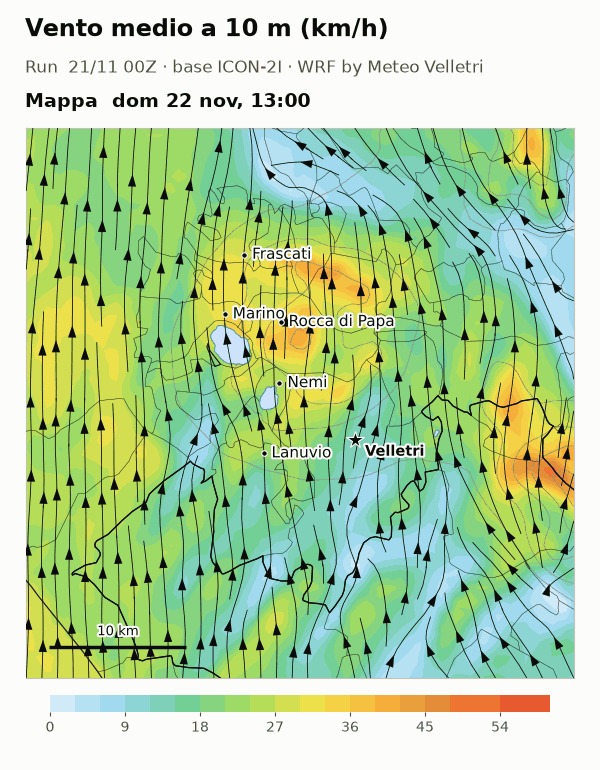 Vento medio a 10 m (km/h)
Run  21/11 00Z · base ICON-2I · WRF by Meteo Velletri
Mappa  dom 22 nov, 13:00
Frascati
Marino
Rocca di Papa
Nemi
Velletri
Lanuvio
10 km
0 9 18 27 36 45 54